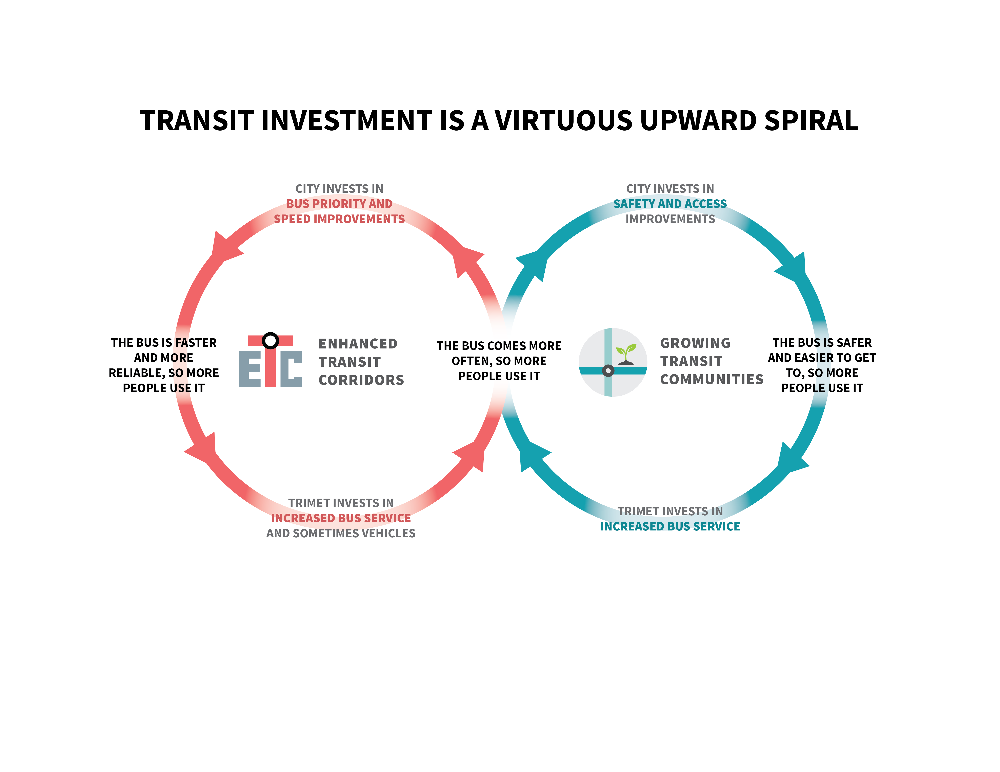 TRANSIT INVESTMENT IS A VIRTUOUS UPWARD SPIRAL
CITY INVESTS IN
BUS PRIORITY AND
SPEED IMPROVEMENTS
CITY INVESTS IN
SAFETY AND ACCESS
IMPROVEMENTS
THE BUS IS FASTER
AND MORE
RELIABLE, SO MORE
PEOPLE USE IT
ETC
ENHANCED
TRANSIT
CORRIDORS
THE BUS COMES MORE
OFTEN, SO MORE
PEOPLE USE IT
GROWING
TRANSIT
COMMUNITIES
THE BUS IS SAFER
AND EASIER TO GET
TO, SO MORE
PEOPLE USE IT
TRIMET INVESTS IN
INCREASED BUS SERVICE
AND SOMETIMES VEHICLES
TRIMET INVESTS IN
INCREASED BUS SERVICE